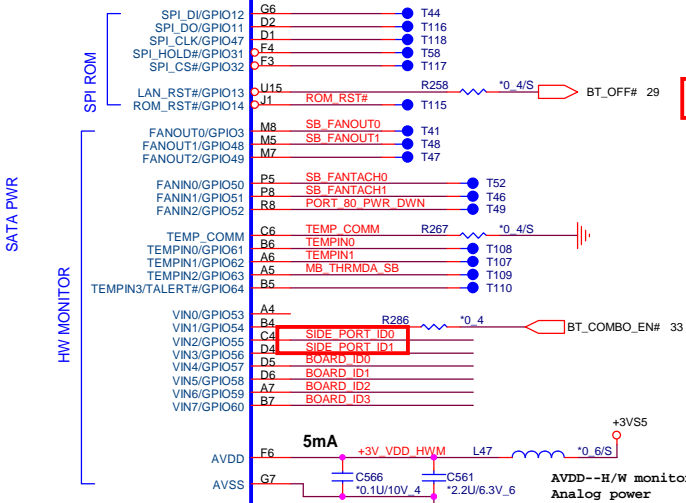 SPI_DI/GPIO12 G6 T44
SPI_DO/GPIO11 D2 T116
SPI_CLK/GPIO47 D1 T118
SPI_HOLD#/GPIO31 F4 T58
SPI_CS#/GPIO32 F3 T117
SPI ROM
LAN_RST#/GPIO13 U15 R258 *0_4/S BT_OFF# 29
ROM_RST#/GPIO14 J1 ROM_RST# T115
FANOUT0/GPIO3 M8 SB_FANOUT0 T41
FANOUT1/GPIO48 M5 SB_FANOUT1 T48
FANOUT2/GPIO49 M7 T47
FANIN0/GPIO50 P5 SB_FANTACH0 T52
FANIN1/GPIO51 P8 SB_FANTACH1 T46
FANIN2/GPIO52 R8 PORT_80_PWR_DWN T49
SATA PWR
TEMP_COMM C6 TEMP_COMM R267 *0_4/S
TEMPIN0/GPIO61 B6 TEMPIN0 T108
TEMPIN1/GPIO62 A6 TEMPIN1 T107
TEMPIN2/GPIO63 A5 MB_THRMDA_SB T109
TEMPIN3/TALERT#/GPIO64 B5 T110
HW MONITOR
VIN0/GPIO53 A4
VIN1/GPIO54 B4 R286 *0_4 BT_COMBO_EN# 33
VIN2/GPIO55 C4 SIDE_PORT_ID0
VIN3/GPIO56 D4 SIDE_PORT_ID1
VIN4/GPIO57 D5 BOARD_ID0
VIN5/GPIO58 D6 BOARD_ID1
VIN6/GPIO59 A7 BOARD_ID2
VIN7/GPIO60 B7 BOARD_ID3
+3VS5
5mA
AVDD F6 +3V_VDD_HWM L47 *0_6/S
AVSS G7 C566 C561 AVDD--H/W monitor
*0.1U/10V_4 *2.2U/6.3V_6 Analog power